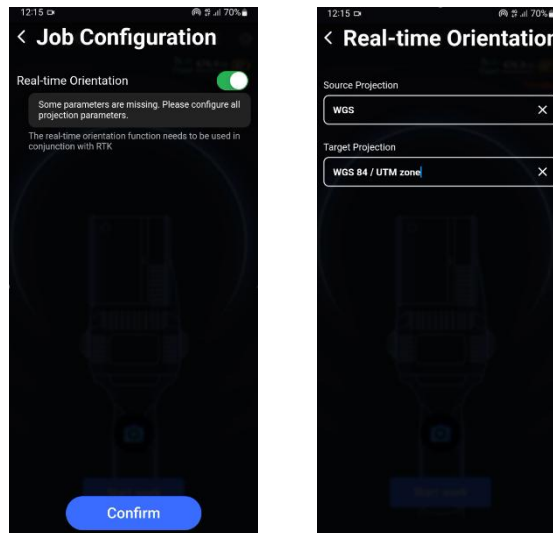 12:15
70%
< Job Configuration
Real-time Orientation
Some parameters are missing. Please configure all
projection parameters.
The real-time orientation function needs to be used in
conjunction with RTK
Confirm
12:15
70%
< Real-time Orientation
Source Projection
WGS
Target Projection
WGS 84 / UTM zone